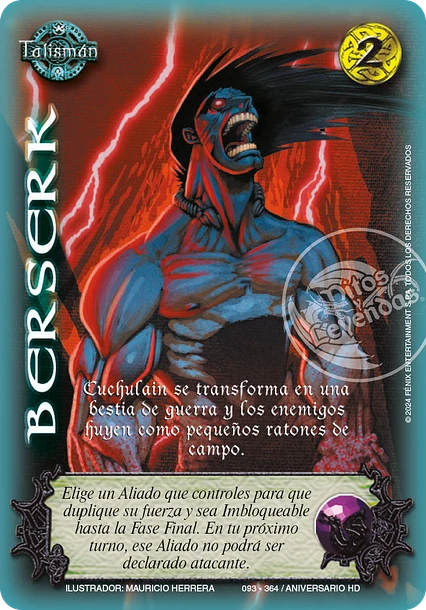 Talismán
2
BERSERK
Cuchulain se transforma en una
bestia de guerra y los enemigos
huyen como pequeños ratones de
campo.
Elige un Aliado que controles para que
duplique su fuerza y sea Imbloqueable
hasta la Fase Final. En tu próximo
turno, ese Aliado no podrá ser
declarado atacante.
ILUSTRADOR: MAURICIO HERRERA
093 - 364 / ANIVERSARIO HD
Mitos
y
Leyendas
© 2024 FÉNIX ENTERTAINMENT S.P.A. TODOS LOS DERECHOS RESERVADOS